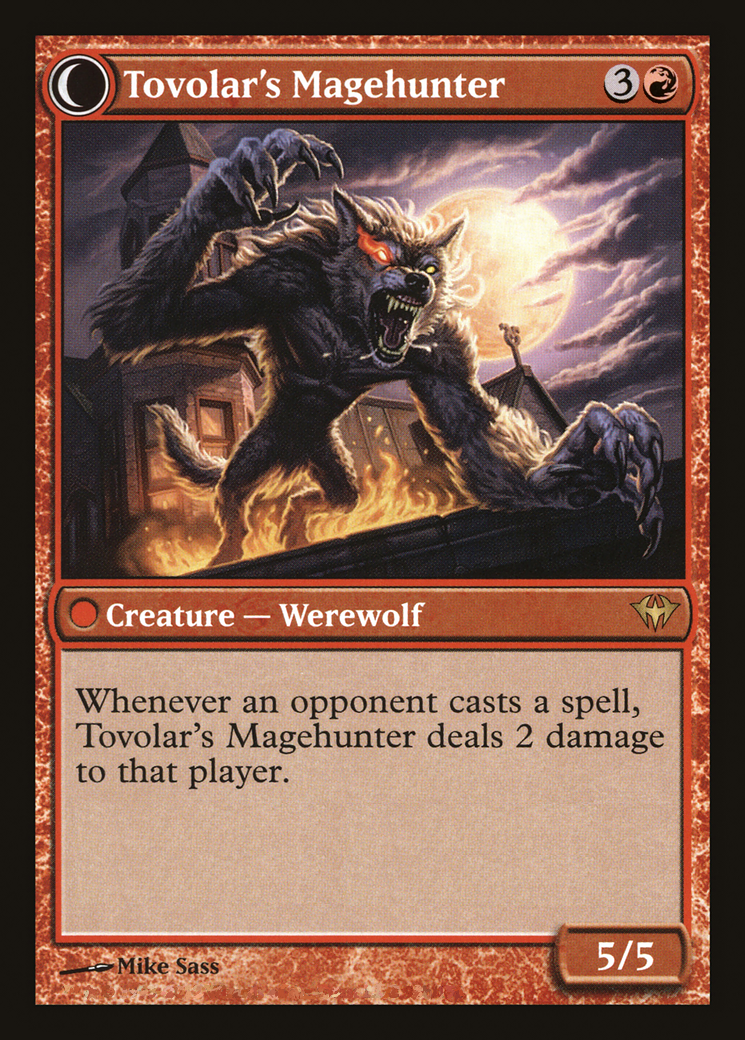 Tovolar's Magehunter 3
Creature — Werewolf
Whenever an opponent casts a spell,
Tovolar's Magehunter deals 2 damage
to that player.
Mike Sass
5/5